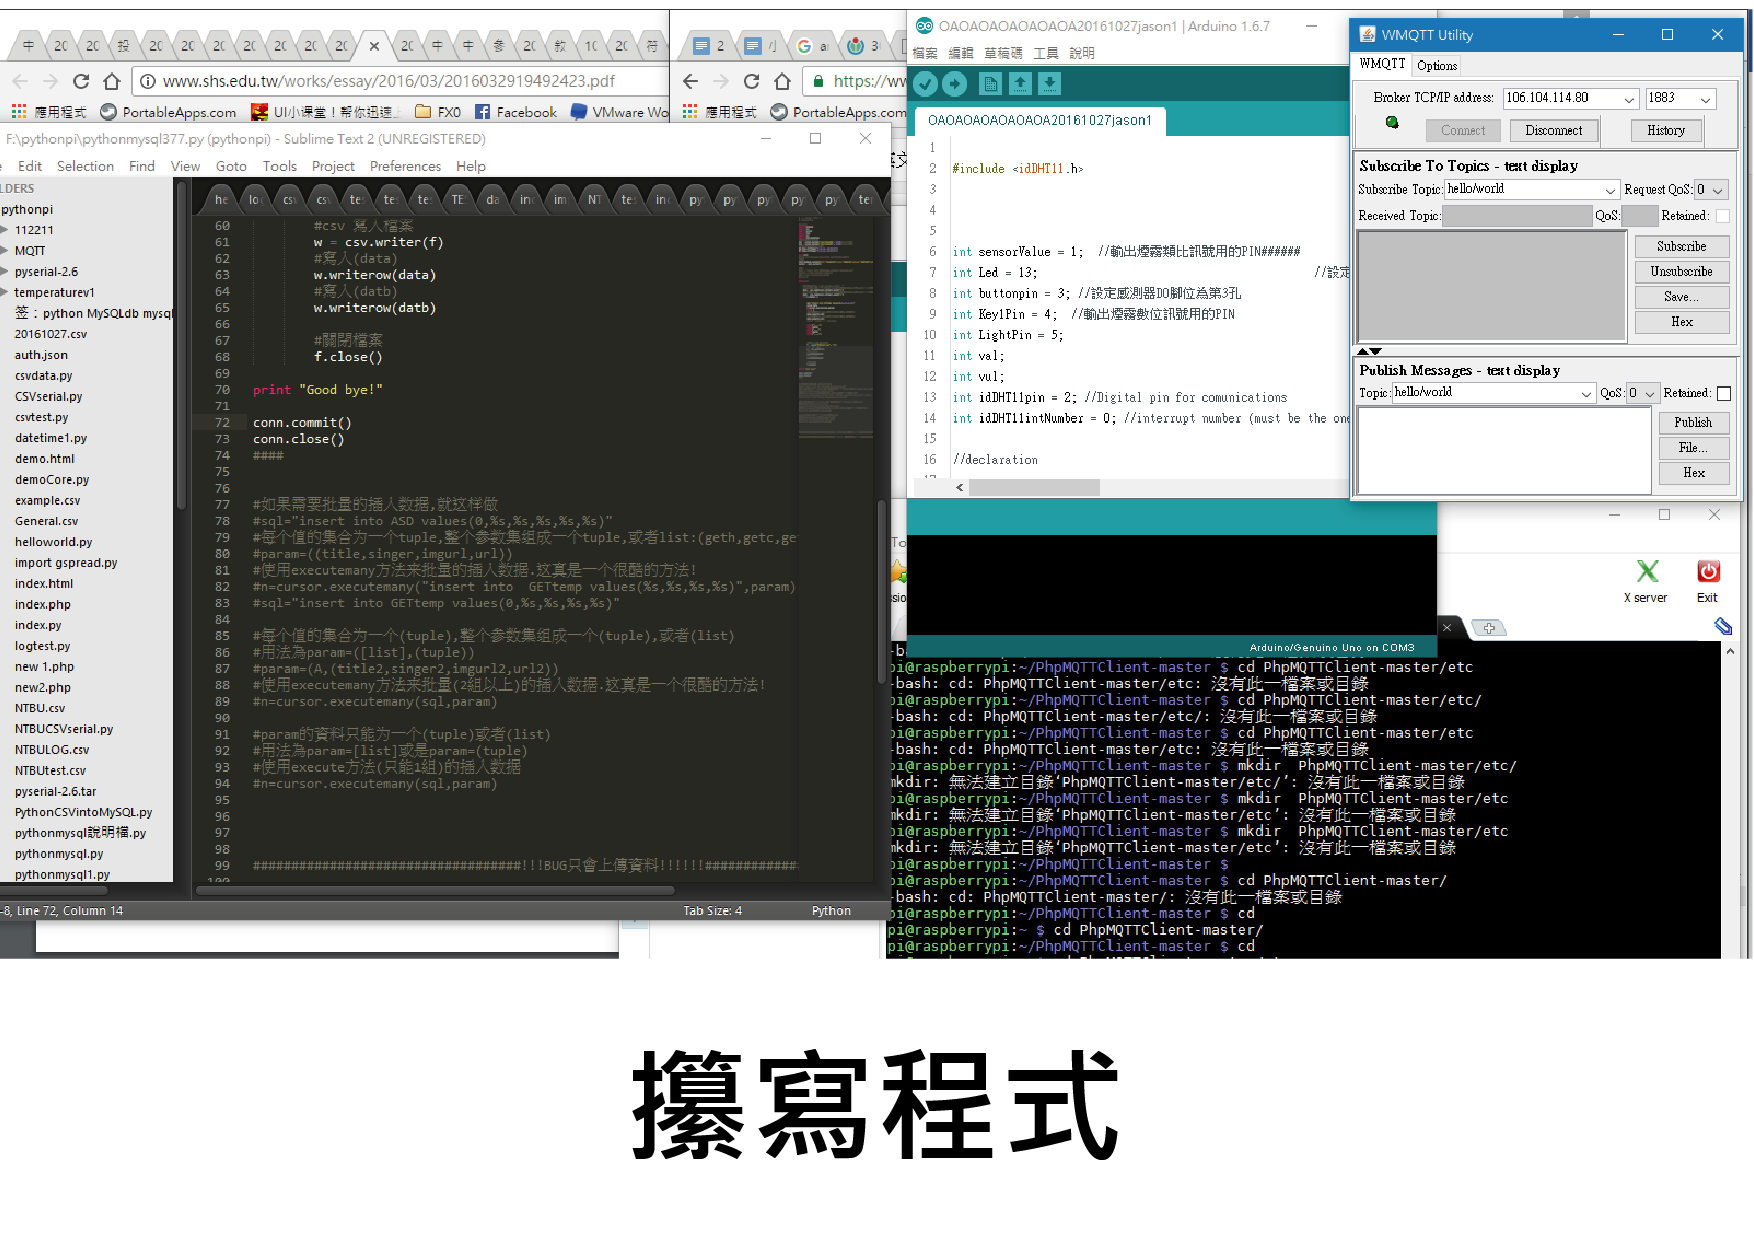 www.shs.edu.tw/works/essay/2016/03/2016032919492423.pdf
應用程式
PortableApps.com
UI小课堂！帮你迅速上
FXO
Facebook
VMware Wo
https://ww
應用程式
PortableApps.com
F:\pythonpi\pythonmysql377.py (pythonpi) - Sublime Text 2 (UNREGISTERED)
Edit Selection Find View Goto Tools Project Preferences Help
LDERS
pythonpi
112211
MQTT
pyserial-2.6
temperaturev1
签：python MySQLdb mysql
20161027.csv
auth.json
csvdata.py
CSVserial.py
csvtest.py
datetime1.py
demo.html
demoCore.py
example.csv
General.csv
helloworld.py
import gspread.py
index.html
index.php
index.py
logtest.py
new 1.php
new2.php
NTBU.csv
NTBUCSVserial.py
NTBULOG.csv
NTBUtest.csv
pyserial-2.6.tar
PythonCSVintoMySQL.py
pythonmysql說明檔.py
pythonmysql.py
pythonmysql1.py
he log csv csv tes tes tes TE da inc im NT tes inc py py py py py ter
60 #csv 寫入檔案
61 w = csv.writer(f)
62 #寫入(data)
63 w.writerow(data)
64 #寫入(datb)
65 w.writerow(datb)
66
67 #關閉檔案
68 f.close()
69
70 print "Good bye!"
71
72 conn.commit()
73 conn.close()
74 ####
75
76
77 #如果需要批量的插入数据,就这样做
78 #sql="insert into ASD values(0,%s,%s,%s,%s,%s)"
79 #每个值的集合为一个tuple,整个参数集组成一个tuple,或者list:(geth,getc,ge
80 #param=((title,singer,imgurl,url))
81 #使用executemany方法来批量的插入数据.这真是一个很酷的方法!
82 #n=cursor.executemany("insert into  GETtemp values(%s,%s,%s,%s)",param)
83 #sql="insert into GETtemp values(0,%s,%s,%s,%s)"
84
85 #每个值的集合为一个(tuple),整个参数集组成一个(tuple),或者(list)
86 #用法為param=([list],(tuple))
87 #param=(A,(title2,singer2,imgurl2,url2))
88 #使用executemany方法来批量(2組以上)的插入数据.这真是一个很酷的方法!
89 #n=cursor.executemany(sql,param)
90
91 #param的資料只能为一个(tuple)或者(list)
92 #用法為param=[list]或是param=(tuple)
93 #使用execute方法(只能1組)的插入数据
94 #n=cursor.executemany(sql,param)
95
96
97
98
99 ###################################!!!BUG只會上傳資料!!!!!!############
100
-8, Line 72, Column 14
Tab Size: 4
Python
OAOAOAOAOAOAOA20161027jason1 | Arduino 1.6.7
檔案 編輯 草稿碼 工具 說明
OAOAOAOAOAOAOA20161027jason1
1
2 #include <idDHT11.h>
3
4
5
6 int sensorValue = 1;  //輸出煙霧類比訊號用的PIN######
7 int Led = 13; //設定
8 int buttonpin = 3; //設定感測器DO腳位為第3孔
9 int Key1Pin = 4;  //輸出煙霧數位訊號用的PIN
10 int LightPin = 5;
11 int val;
12 int vul;
13 int idDHT11pin = 2; //Digital pin for comunications
14 int idDHT11intNumber = 0; //interrupt number (must be the one
15
16 //declaration
Arduino/Genuino Uno on COM3
WMQTT Utility
WMQTT Options
Broker TCP/IP address: 106.104.114.80 1883
Connect Disconnect History
Subscribe To Topics - text display
Subscribe Topic: hello/world Request QoS: 0
Received Topic: QoS: Retained:
Subscribe
Unsubscribe
Save...
Hex
Publish Messages - text display
Topic: hello/world QoS: 0 Retained:
Publish
File...
Hex
X server
Exit
pi@raspberrypi:~/PhpMQTTClient-master $ cd PhpMQTTClient-master/etc
-bash: cd: PhpMQTTClient-master/etc: 沒有此一檔案或目錄
pi@raspberrypi:~/PhpMQTTClient-master $ cd PhpMQTTClient-master/etc/
-bash: cd: PhpMQTTClient-master/etc/: 沒有此一檔案或目錄
pi@raspberrypi:~/PhpMQTTClient-master $ cd PhpMQTTClient-master/etc
-bash: cd: PhpMQTTClient-master/etc: 沒有此一檔案或目錄
pi@raspberrypi:~/PhpMQTTClient-master $ mkdir  PhpMQTTClient-master/etc/
mkdir: 無法建立目錄‘PhpMQTTClient-master/etc/’: 沒有此一檔案或目錄
pi@raspberrypi:~/PhpMQTTClient-master $ mkdir  PhpMQTTClient-master/etc
mkdir: 無法建立目錄‘PhpMQTTClient-master/etc’: 沒有此一檔案或目錄
pi@raspberrypi:~/PhpMQTTClient-master $ mkdir  PhpMQTTClient-master/etc
mkdir: 無法建立目錄‘PhpMQTTClient-master/etc’: 沒有此一檔案或目錄
pi@raspberrypi:~/PhpMQTTClient-master $
pi@raspberrypi:~/PhpMQTTClient-master $ cd PhpMQTTClient-master/
-bash: cd: PhpMQTTClient-master/: 沒有此一檔案或目錄
pi@raspberrypi:~/PhpMQTTClient-master $ cd
pi@raspberrypi:~ $ cd PhpMQTTClient-master/
pi@raspberrypi:~/PhpMQTTClient-master $ cd
攥寫程式